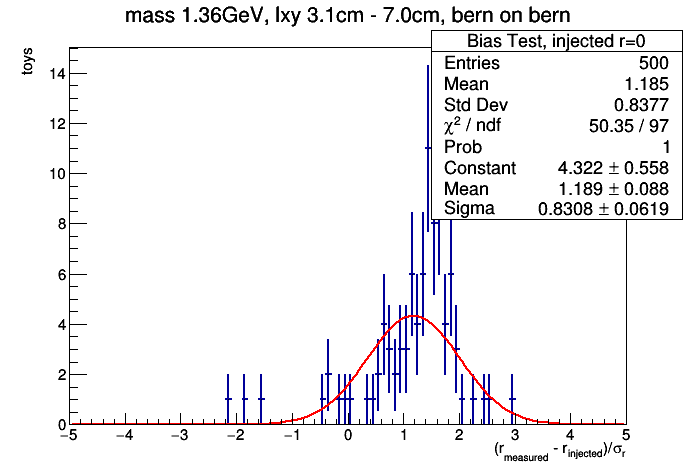 mass 1.36GeV, lxy 3.1cm - 7.0cm, bern on bern
Bias Test, injected r=0
Entries 500
Mean 1.185
Std Dev 0.8377
χ² / ndf 50.35 / 97
Prob 1
Constant 4.322 ± 0.558
Mean 1.189 ± 0.088
Sigma 0.8308 ± 0.0619
toys
14
12
10
8
6
4
2
0
−5 −4 −3 −2 −1 0 1 2 3 4 5
(r_measured - r_injected)/σ_r